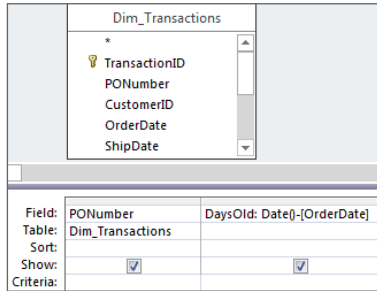 Dim_Transactions
*
TransactionID
PONumber
CustomerID
OrderDate
ShipDate
Field: PONumber DaysOld: Date()-[OrderDate]
Table: Dim_Transactions
Sort:
Show:
Criteria: